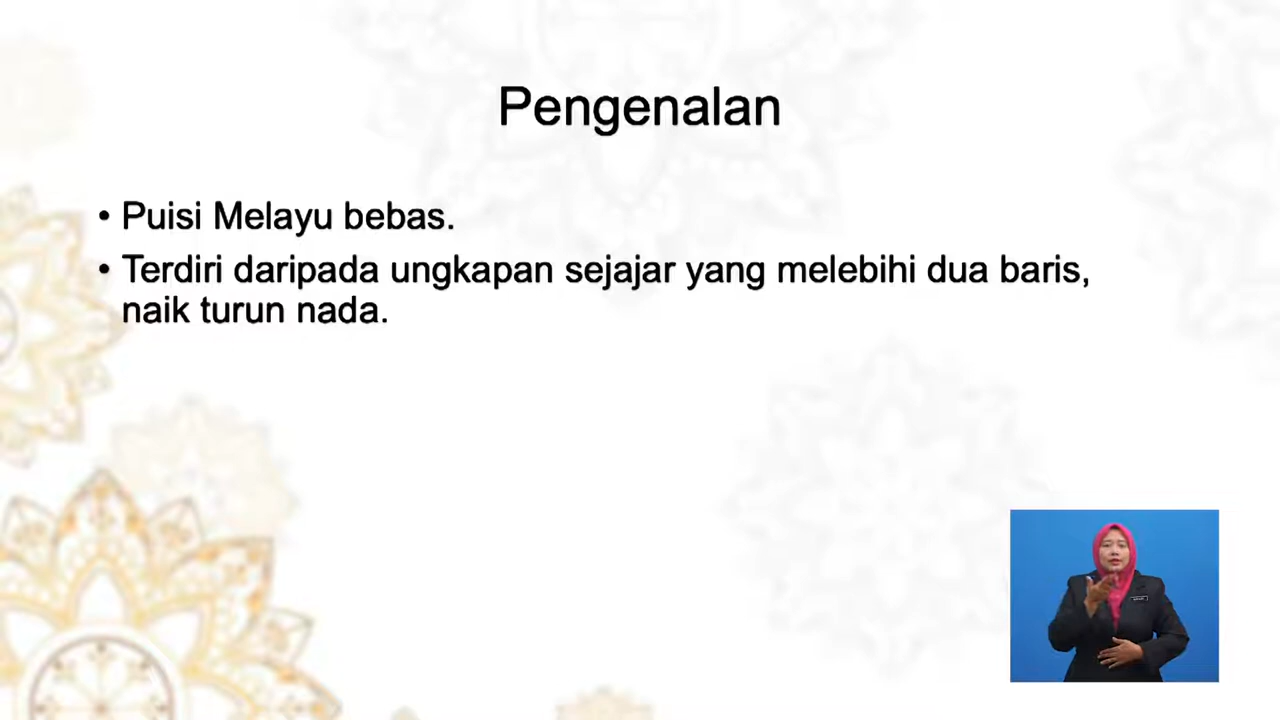 Pengenalan
• Puisi Melayu bebas.
• Terdiri daripada ungkapan sejajar yang melebihi dua baris,
naik turun nada.